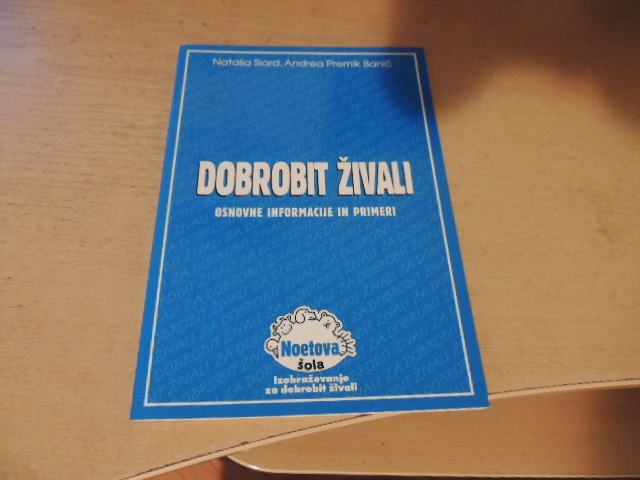 Nataša Siard, Andrea Premik Banič
DOBROBIT ŽIVALI
OSNOVNE INFORMACIJE IN PRIMERI
Noetova
šola
Izobraževanje
za dobrobit živali